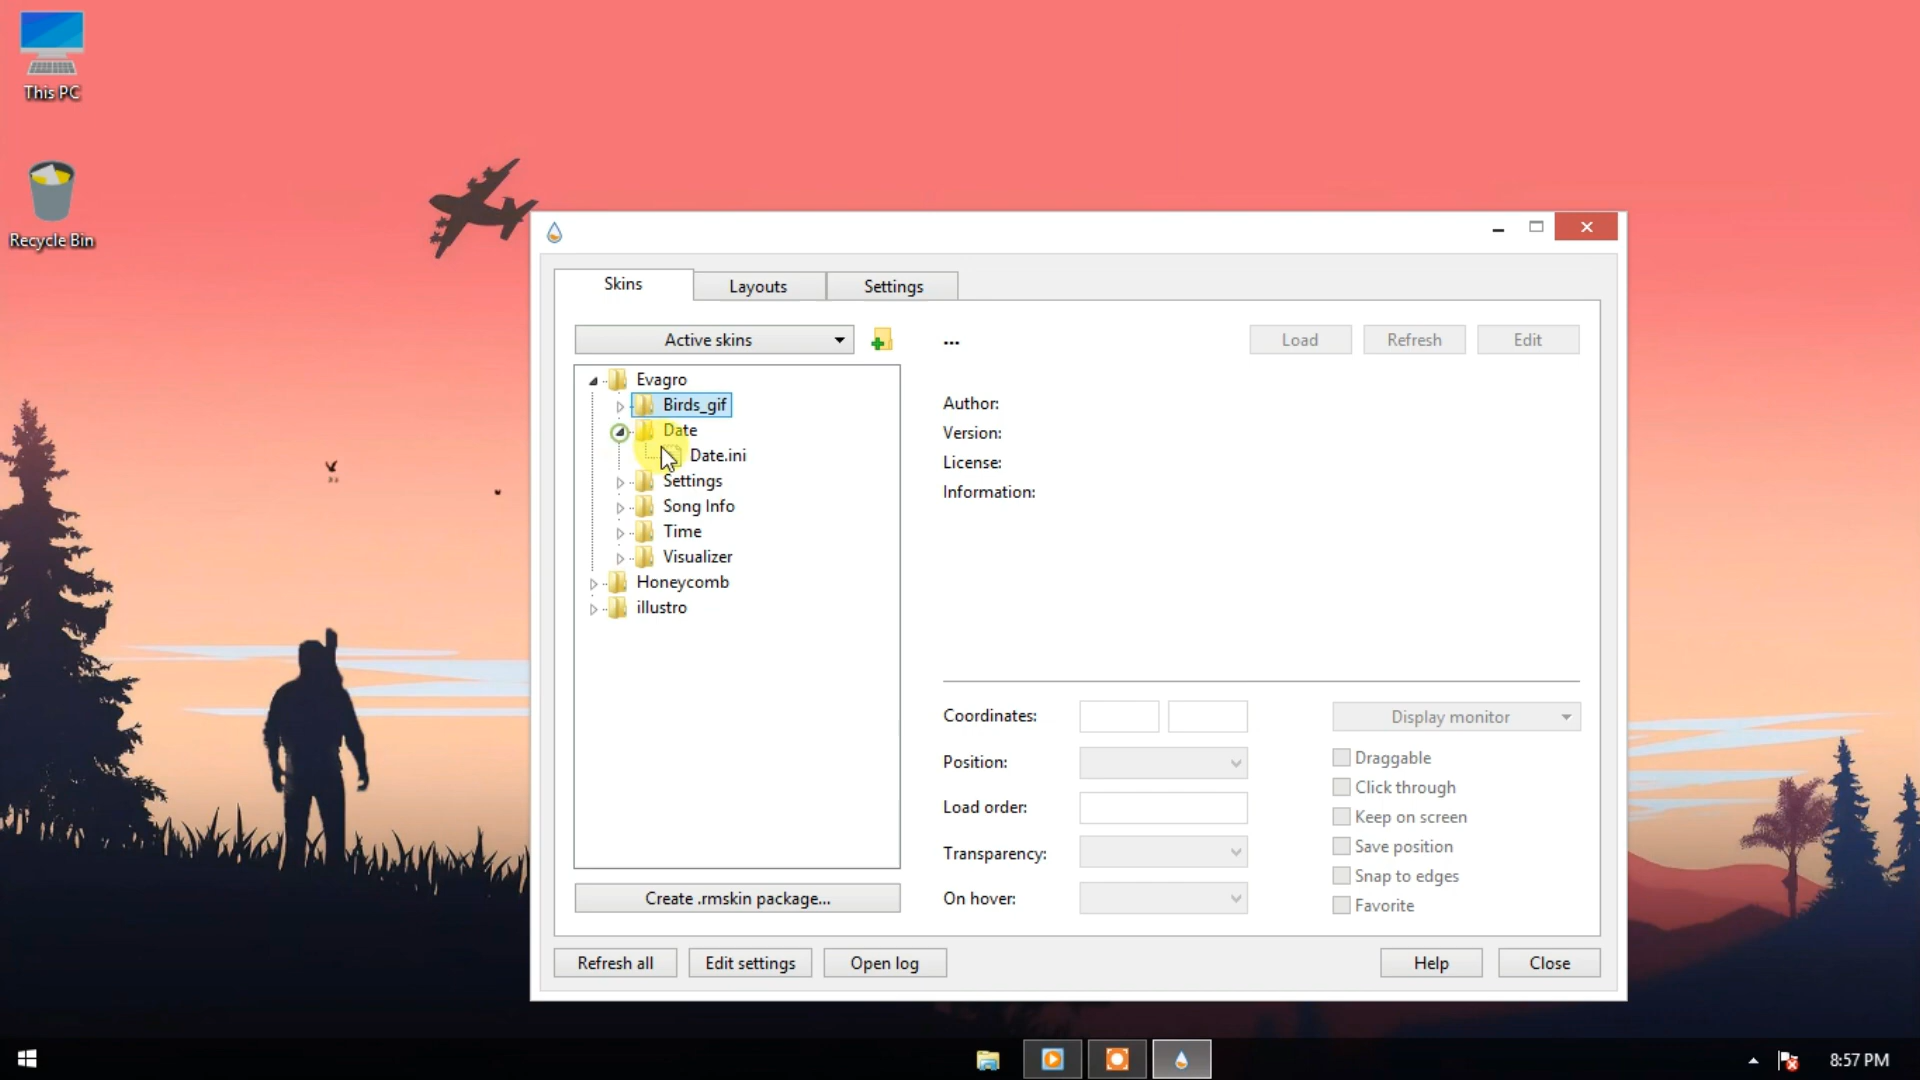 This PC
Recycle Bin
Skins
Layouts
Settings
Active skins
...
Load
Refresh
Edit
Evagro
Birds_gif
Date
Date.ini
Settings
Song Info
Time
Visualizer
Honeycomb
illustro
Author:
Version:
License:
Information:
Coordinates:
Display monitor
Position:
Draggable
Click through
Load order:
Keep on screen
Transparency:
Save position
Snap to edges
On hover:
Favorite
Create .rmskin package...
Refresh all
Edit settings
Open log
Help
Close
8:57 PM